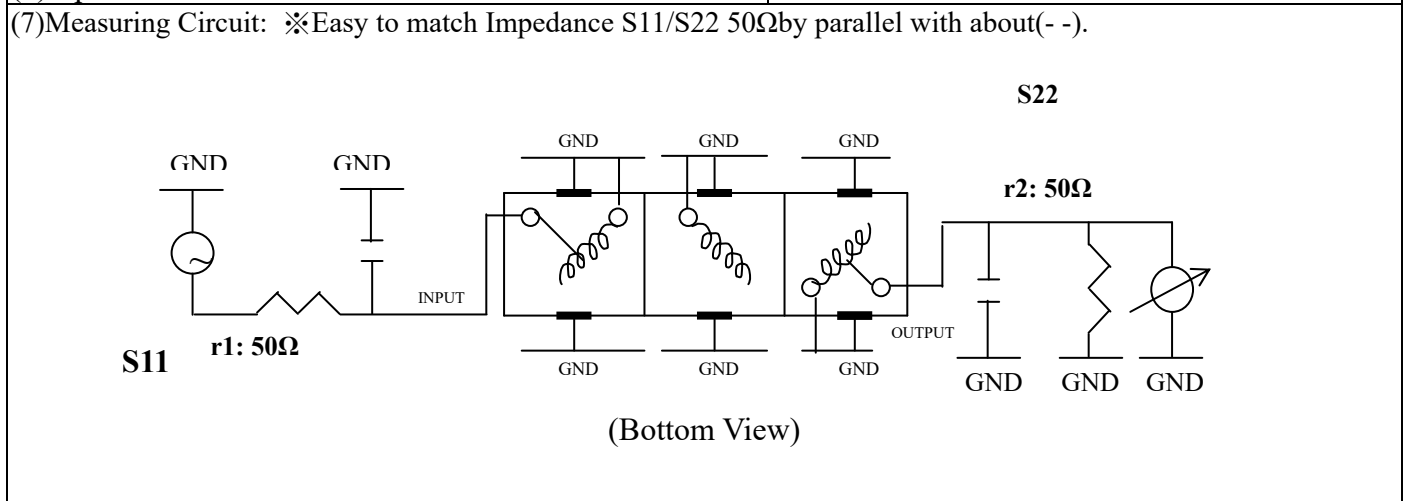 (7)Measuring Circuit: ※Easy to match Impedance S11/S22 50Ωby parallel with about(- -).
S22
GND GND GND
GND GND
r2: 50Ω
INPUT
OUTPUT
r1: 50Ω
S11
GND GND GND
GND GND GND
(Bottom View)